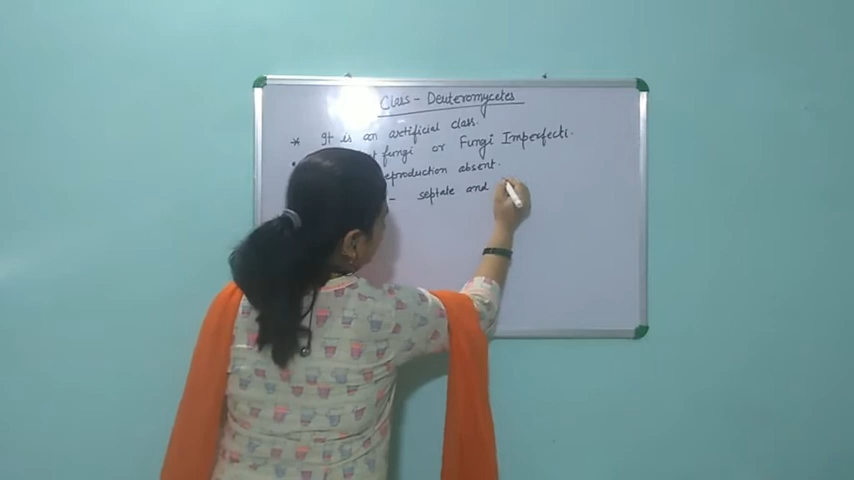 Class - Deuteromycetes
* It is an artificial class.
fungi or Fungi Imperfecti.
reproduction absent.
- septate and